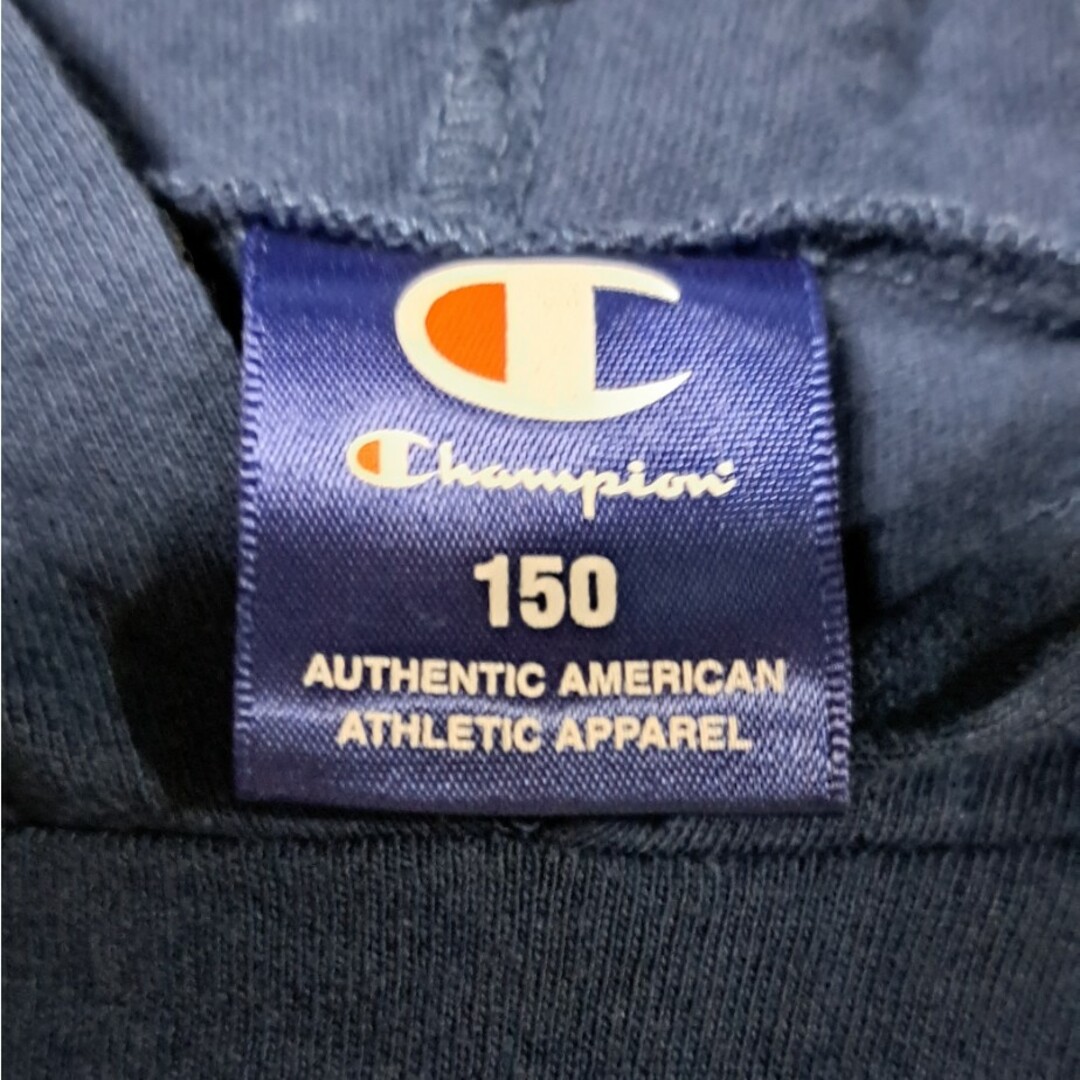 Champion
150
AUTHENTIC AMERICAN
ATHLETIC APPAREL